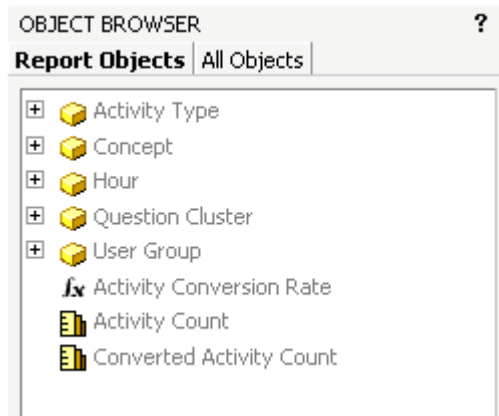 OBJECT BROWSER ?
Report Objects All Objects
Activity Type
Concept
Hour
Question Cluster
User Group
fx Activity Conversion Rate
Activity Count
Converted Activity Count